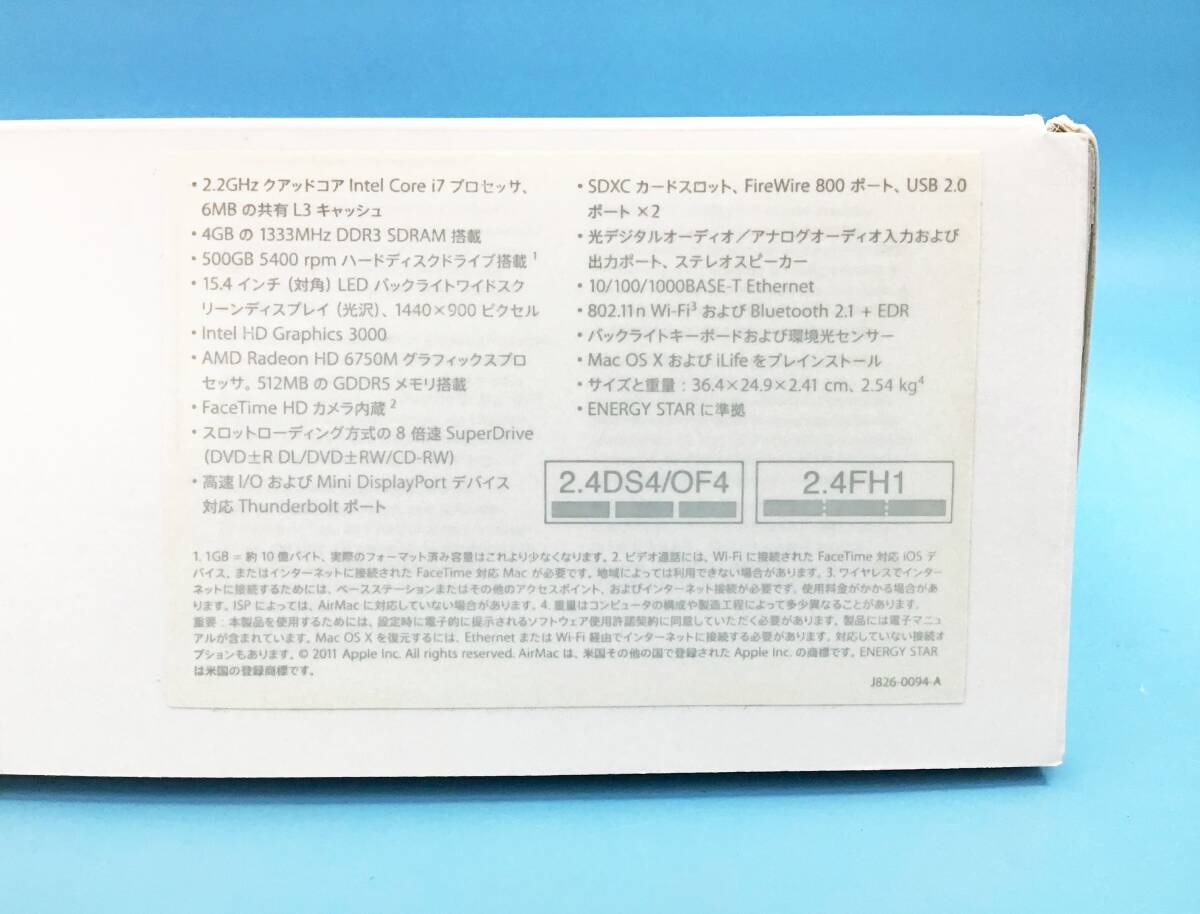 • 2.2GHz クアッドコア Intel Core i7 プロセッサ、
6MB の共有 L3 キャッシュ
• 4GB の 1333MHz DDR3 SDRAM 搭載
• 500GB 5400 rpm ハードディスクドライブ搭載1
• 15.4 インチ（対角）LED バックライトワイドスク
リーンディスプレイ（光沢）、1440×900 ピクセル
• Intel HD Graphics 3000
• AMD Radeon HD 6750M グラフィックスプロ
セッサ。512MB の GDDR5 メモリ搭載
• FaceTime HD カメラ内蔵2
• スロットローディング方式の 8 倍速 SuperDrive
(DVD±R DL/DVD±RW/CD-RW)
• 高速 I/O および Mini DisplayPort デバイス
対応 Thunderbolt ポート
• SDXC カードスロット、FireWire 800 ポート、USB 2.0
ポート ×2
• 光デジタルオーディオ／アナログオーディオ入力および
出力ポート、ステレオスピーカー
• 10/100/1000BASE-T Ethernet
• 802.11n Wi-Fi3 および Bluetooth 2.1 + EDR
• バックライトキーボードおよび環境光センサー
• Mac OS X および iLife をプレインストール
• サイズと重量：36.4×24.9×2.41 cm、2.54 kg4
• ENERGY STAR に準拠
2.4DS4/OF4
2.4FH1
1. 1GB = 約 10 億バイト、実際のフォーマット済み容量はこれより少なくなります。2. ビデオ通話には、Wi-Fi に接続された FaceTime 対応 iOS デ
バイス、またはインターネットに接続された FaceTime 対応 Mac が必要です。地域によっては利用できない場合があります。3. ワイヤレスでインター
ネットに接続するためには、ベースステーションまたはその他のアクセスポイント、およびインターネット接続が必要です。使用料金がかかる場合があ
ります。ISP によっては、AirMac に対応していない場合があります。4. 重量はコンピュータの構成や製造工程によって多少異なることがあります。
重要：本製品を使用するためには、設定時に電子的に提示されるソフトウェア使用許諾契約に同意していただく必要があります。製品には電子マニュ
アルが含まれています。Mac OS X を復元するには、Ethernet または Wi-Fi 経由でインターネットに接続する必要があります。対応していない接続オ
プションもあります。© 2011 Apple Inc. All rights reserved. AirMac は、米国その他の国で登録された Apple Inc. の商標です。ENERGY STAR
は米国の登録商標です。
J826-0094-A